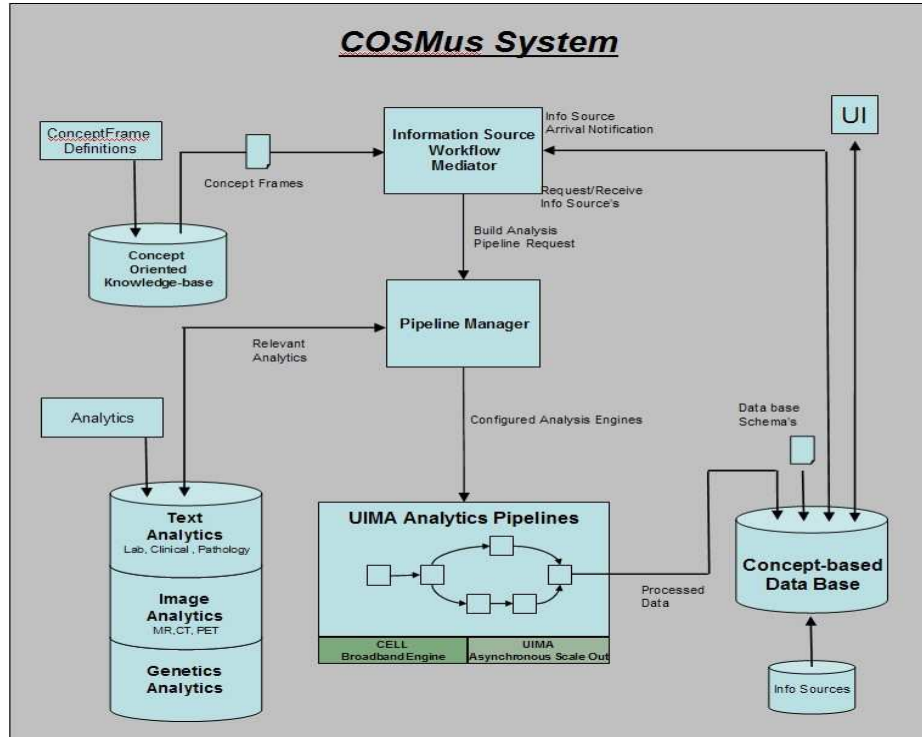 COSMus System
ConceptFrame
Definitions
Concept Frames
Information Source
Workflow
Mediator
Info Source
Arrival Notification
UI
Request/Receive
Info Source's
Concept
Oriented
Knowledge-base
Build Analysis
Pipeline Request
Pipeline Manager
Relevant
Analytics
Analytics
Configured Analysis Engines
Data base
Schema's
Text
Analytics
Lab, Clinical , Pathology
Image
Analytics
MR,CT, PET
Genetics
Analytics
UIMA Analytics Pipelines
CELL
Broadband Engine
UIMA
Asynchronous Scale Out
Processed
Data
Concept-based
Data Base
Info Sources